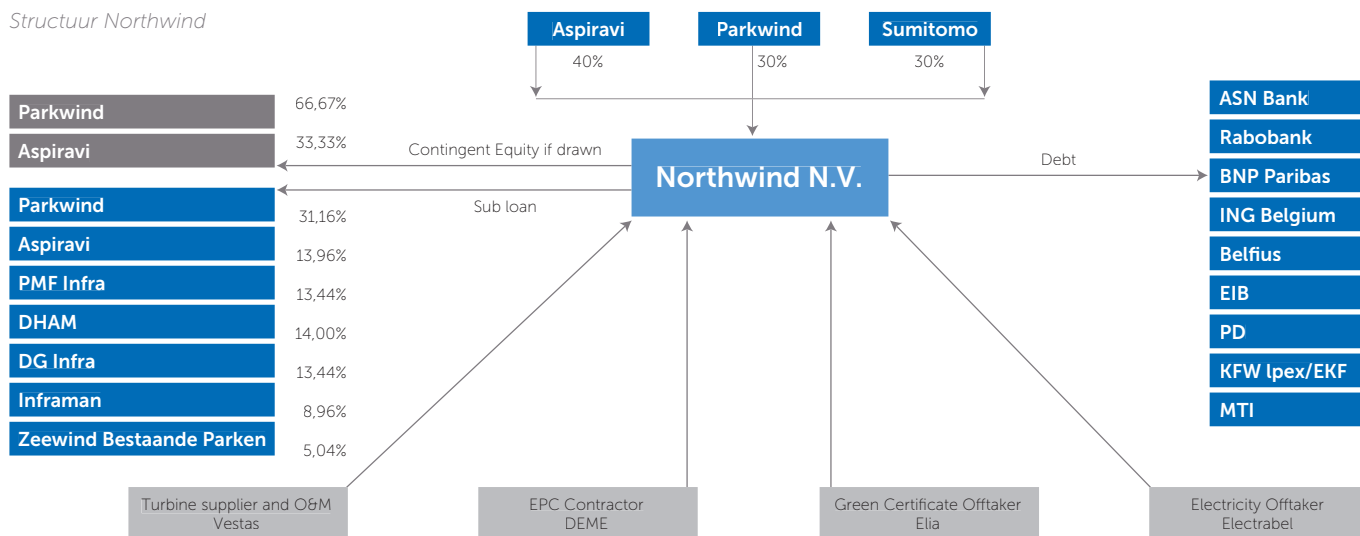 Structuur Northwind
Aspiravi
Parkwind
Sumitomo
40%
30%
30%
Parkwind
66,67%
Aspiravi
33,33%
Contingent Equity if drawn
Sub loan
Northwind N.V.
Debt
Parkwind
31,16%
Aspiravi
13,96%
PMF Infra
13,44%
DHAM
14,00%
DG Infra
13,44%
Inframan
8,96%
Zeewind Bestaande Parken
5,04%
ASN Bank
Rabobank
BNP Paribas
ING Belgium
Belfius
EIB
PD
KFW lpex/EKF
MTI
Turbine supplier and O&M
Vestas
EPC Contractor
DEME
Green Certificate Offtaker
Elia
Electricity Offtaker
Electrabel